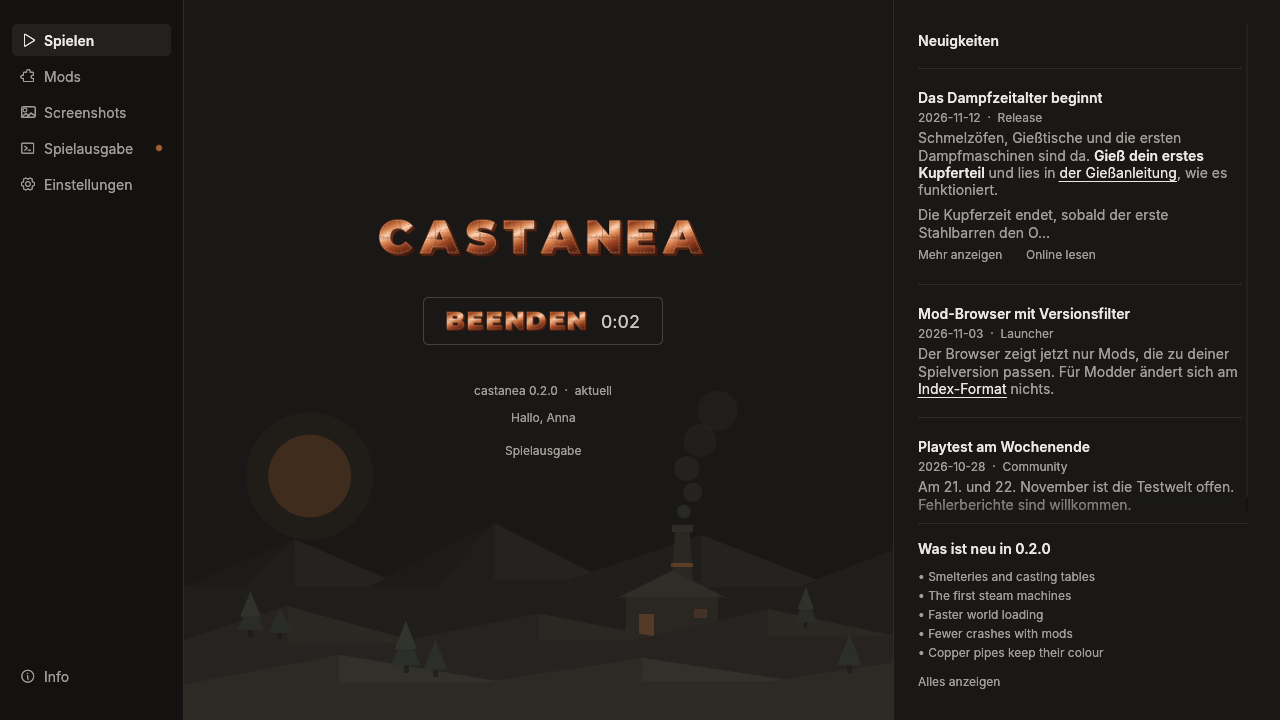 Spielen
Mods
Screenshots
Spielausgabe
Einstellungen
Info
CASTANEA
BEENDEN 0:02
castanea 0.2.0 · aktuell
Hallo, Anna
Spielausgabe
Neuigkeiten
Das Dampfzeitalter beginnt
2026-11-12 · Release
Schmelzöfen, Gießtische und die ersten
Dampfmaschinen sind da. Gieß dein erstes
Kupferteil und lies in der Gießanleitung, wie es
funktioniert.
Die Kupferzeit endet, sobald der erste
Stahlbarren den O...
Mehr anzeigen Online lesen
Mod-Browser mit Versionsfilter
2026-11-03 · Launcher
Der Browser zeigt jetzt nur Mods, die zu deiner
Spielversion passen. Für Modder ändert sich am
Index-Format nichts.
Playtest am Wochenende
2026-10-28 · Community
Am 21. und 22. November ist die Testwelt offen.
Fehlerberichte sind willkommen.
Was ist neu in 0.2.0
• Smelteries and casting tables
• The first steam machines
• Faster world loading
• Fewer crashes with mods
• Copper pipes keep their colour
Alles anzeigen